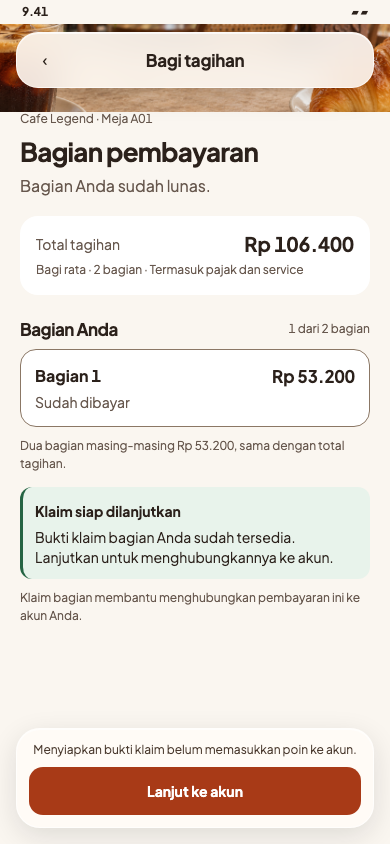 9.41
‹
Bagi tagihan
Cafe Legend · Meja A01
Bagian pembayaran
Bagian Anda sudah lunas.
Total tagihan
Rp 106.400
Bagi rata · 2 bagian · Termasuk pajak dan service
Bagian Anda
1 dari 2 bagian
Bagian 1
Rp 53.200
Sudah dibayar
Dua bagian masing-masing Rp 53.200, sama dengan total
tagihan.
Klaim siap dilanjutkan
Bukti klaim bagian Anda sudah tersedia.
Lanjutkan untuk menghubungkannya ke akun.
Klaim bagian membantu menghubungkan pembayaran ini ke
akun Anda.
Menyiapkan bukti klaim belum memasukkan poin ke akun.
Lanjut ke akun